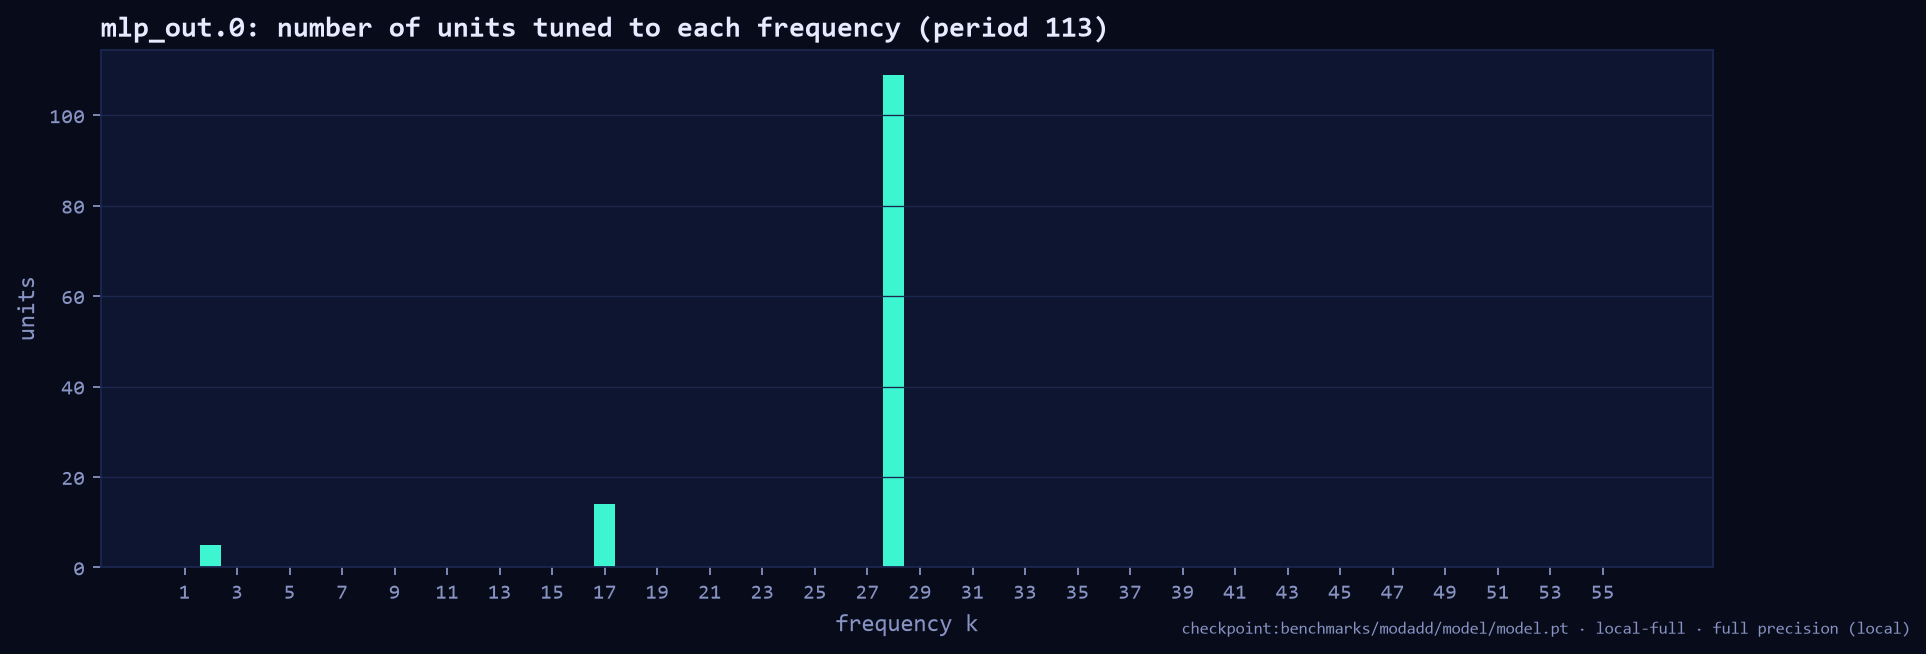 mlp_out.0: number of units tuned to each frequency (period 113)
100
80
60
40
20
0
units
1 3 5 7 9 11 13 15 17 19 21 23 25 27 29 31 33 35 37 39 41 43 45 47 49 51 53 55
frequency k
checkpoint:benchmarks/modadd/model/model.pt · local-full · full precision (local)